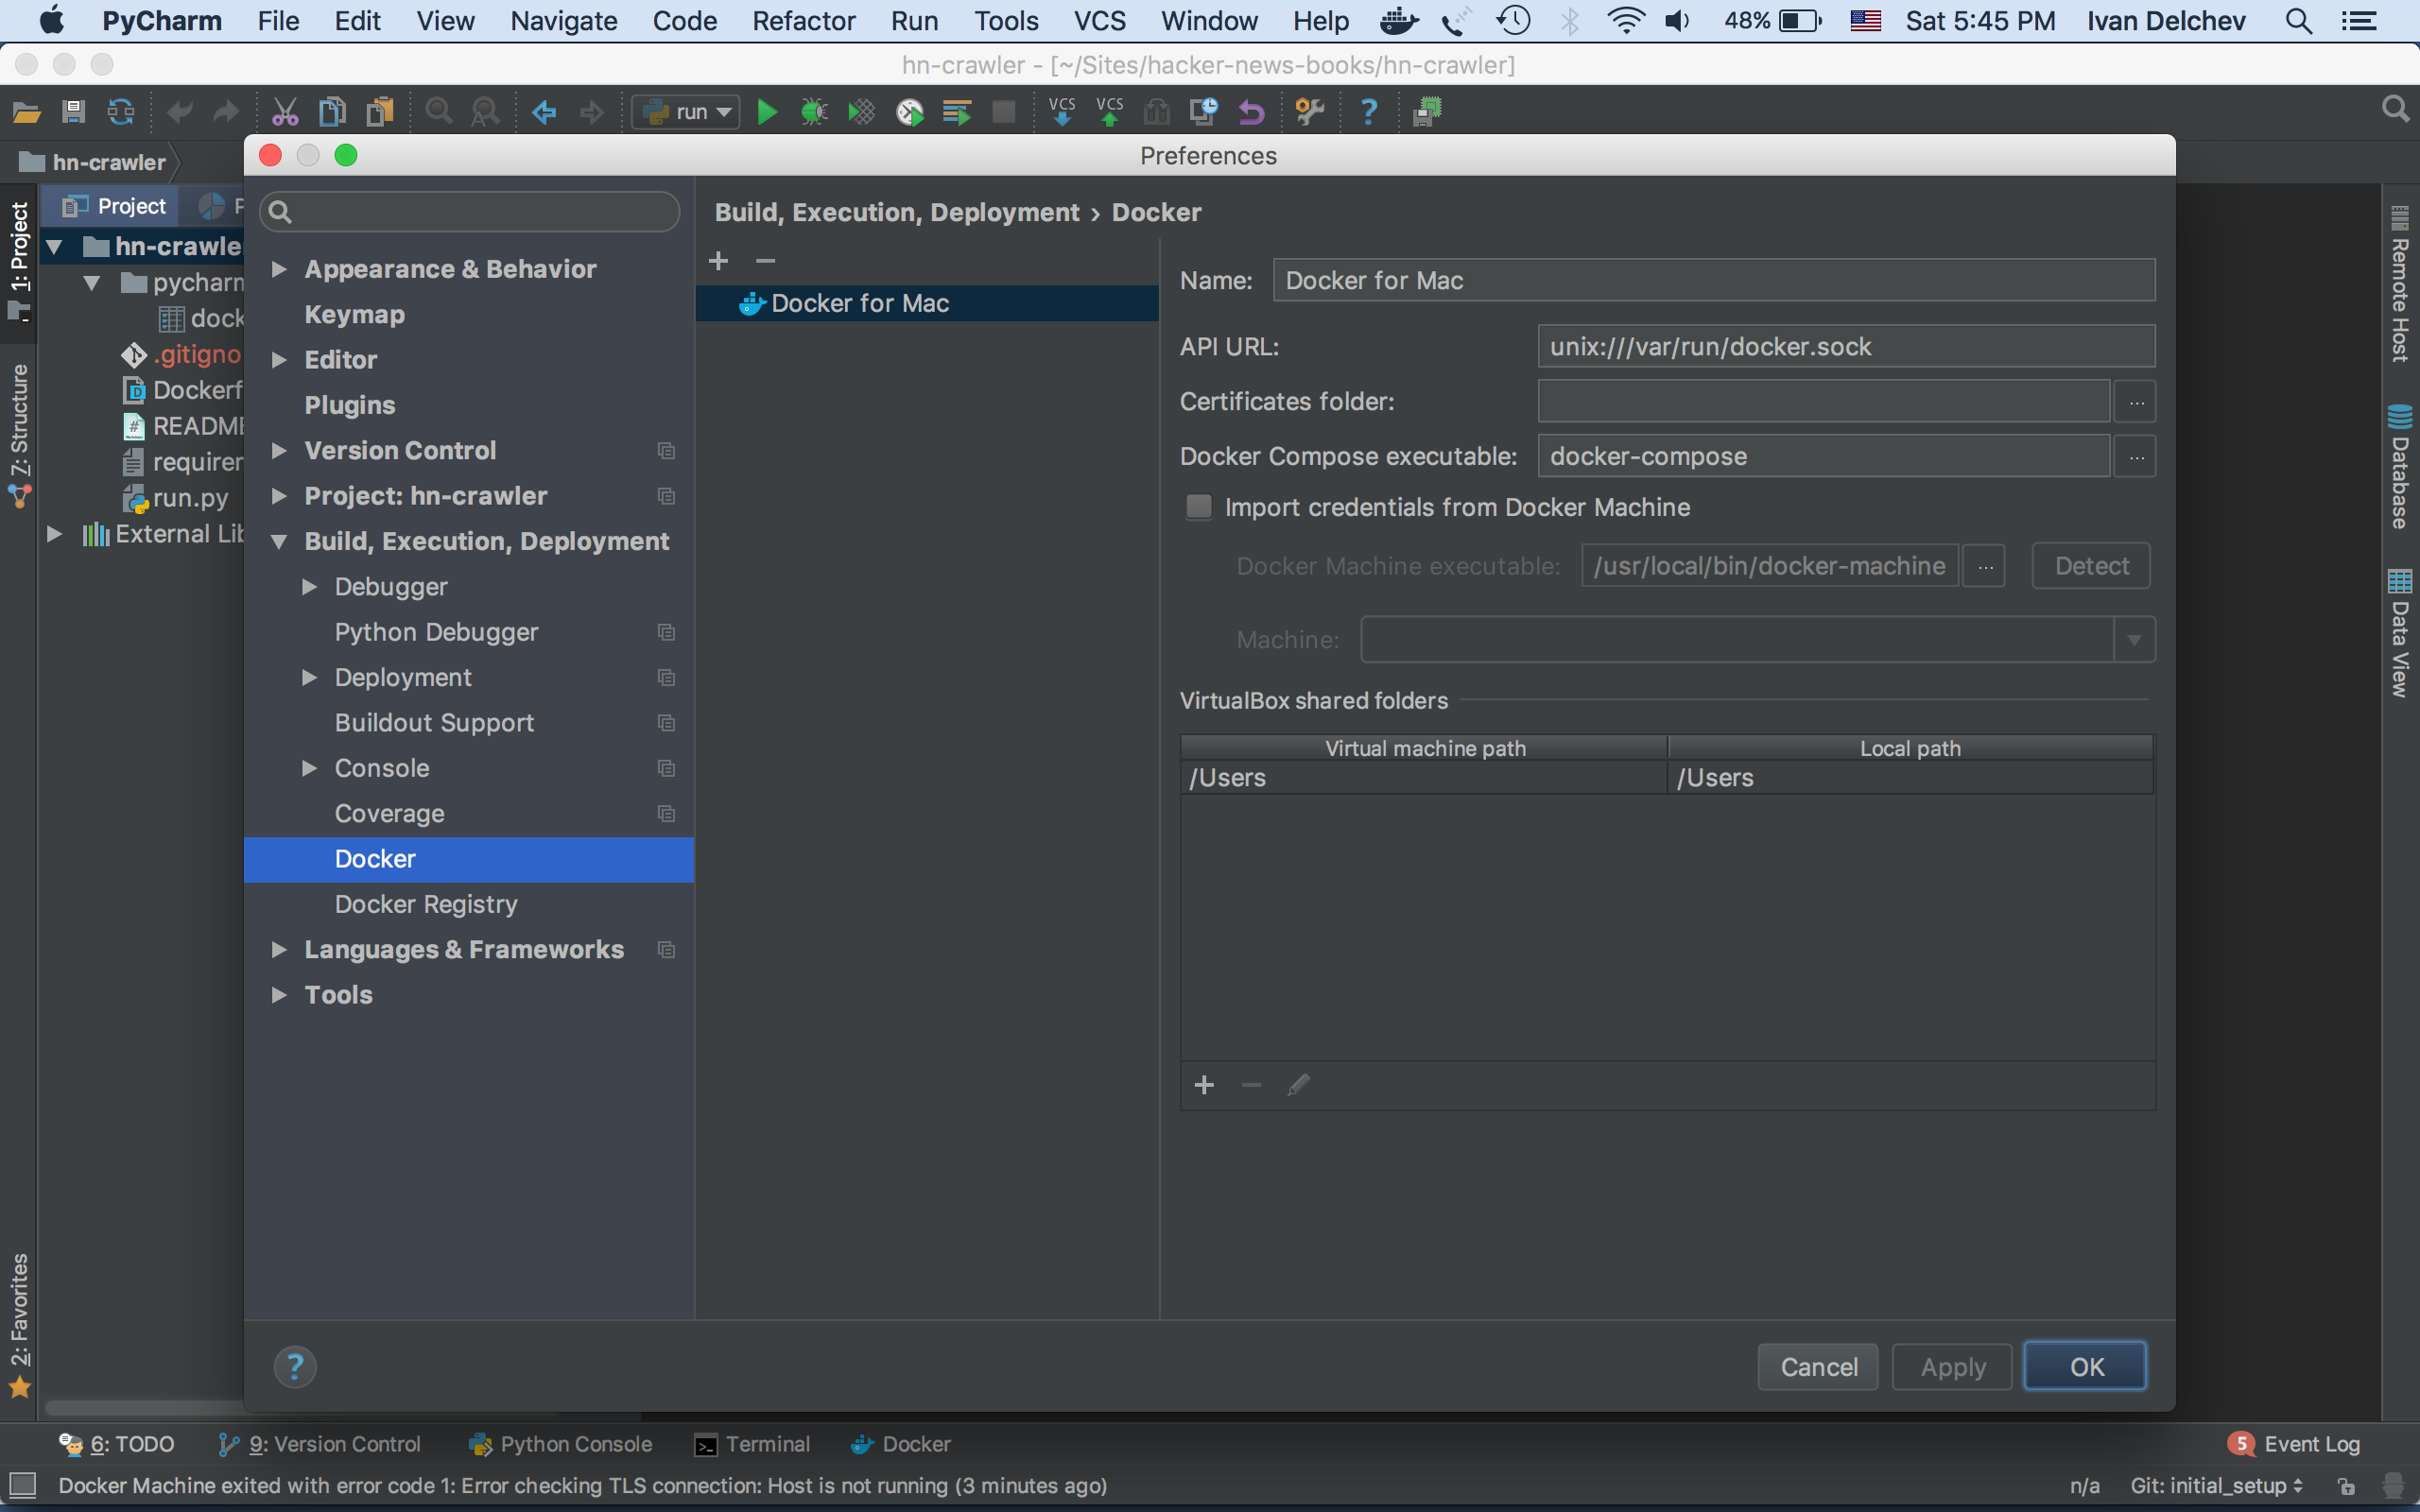 PyCharm File Edit View Navigate Code Refactor Run Tools VCS Window Help 48% Sat 5:45 PM Ivan Delchev
hn-crawler - [~/Sites/hacker-news-books/hn-crawler]
run VCS VCS ?
hn-crawler
Preferences
1: Project
7: Structure
2: Favorites
Project P
hn-crawle
pycharm
dock
.gitigno
Dockerf
README
requirer
run.py
External Lib
Appearance & Behavior
Keymap
Editor
Plugins
Version Control
Project: hn-crawler
Build, Execution, Deployment
Debugger
Python Debugger
Deployment
Buildout Support
Console
Coverage
Docker
Docker Registry
Languages & Frameworks
Tools
Build, Execution, Deployment › Docker
Docker for Mac
Name: Docker for Mac
API URL: unix:///var/run/docker.sock
Certificates folder: ...
Docker Compose executable: docker-compose ...
Import credentials from Docker Machine
Docker Machine executable: /usr/local/bin/docker-machine ... Detect
Machine:
VirtualBox shared folders
Virtual machine path Local path
/Users /Users
? Cancel Apply OK
Remote Host
Database
Data View
6: TODO 9: Version Control Python Console Terminal Docker 5 Event Log
Docker Machine exited with error code 1: Error checking TLS connection: Host is not running (3 minutes ago) n/a Git: initial_setup